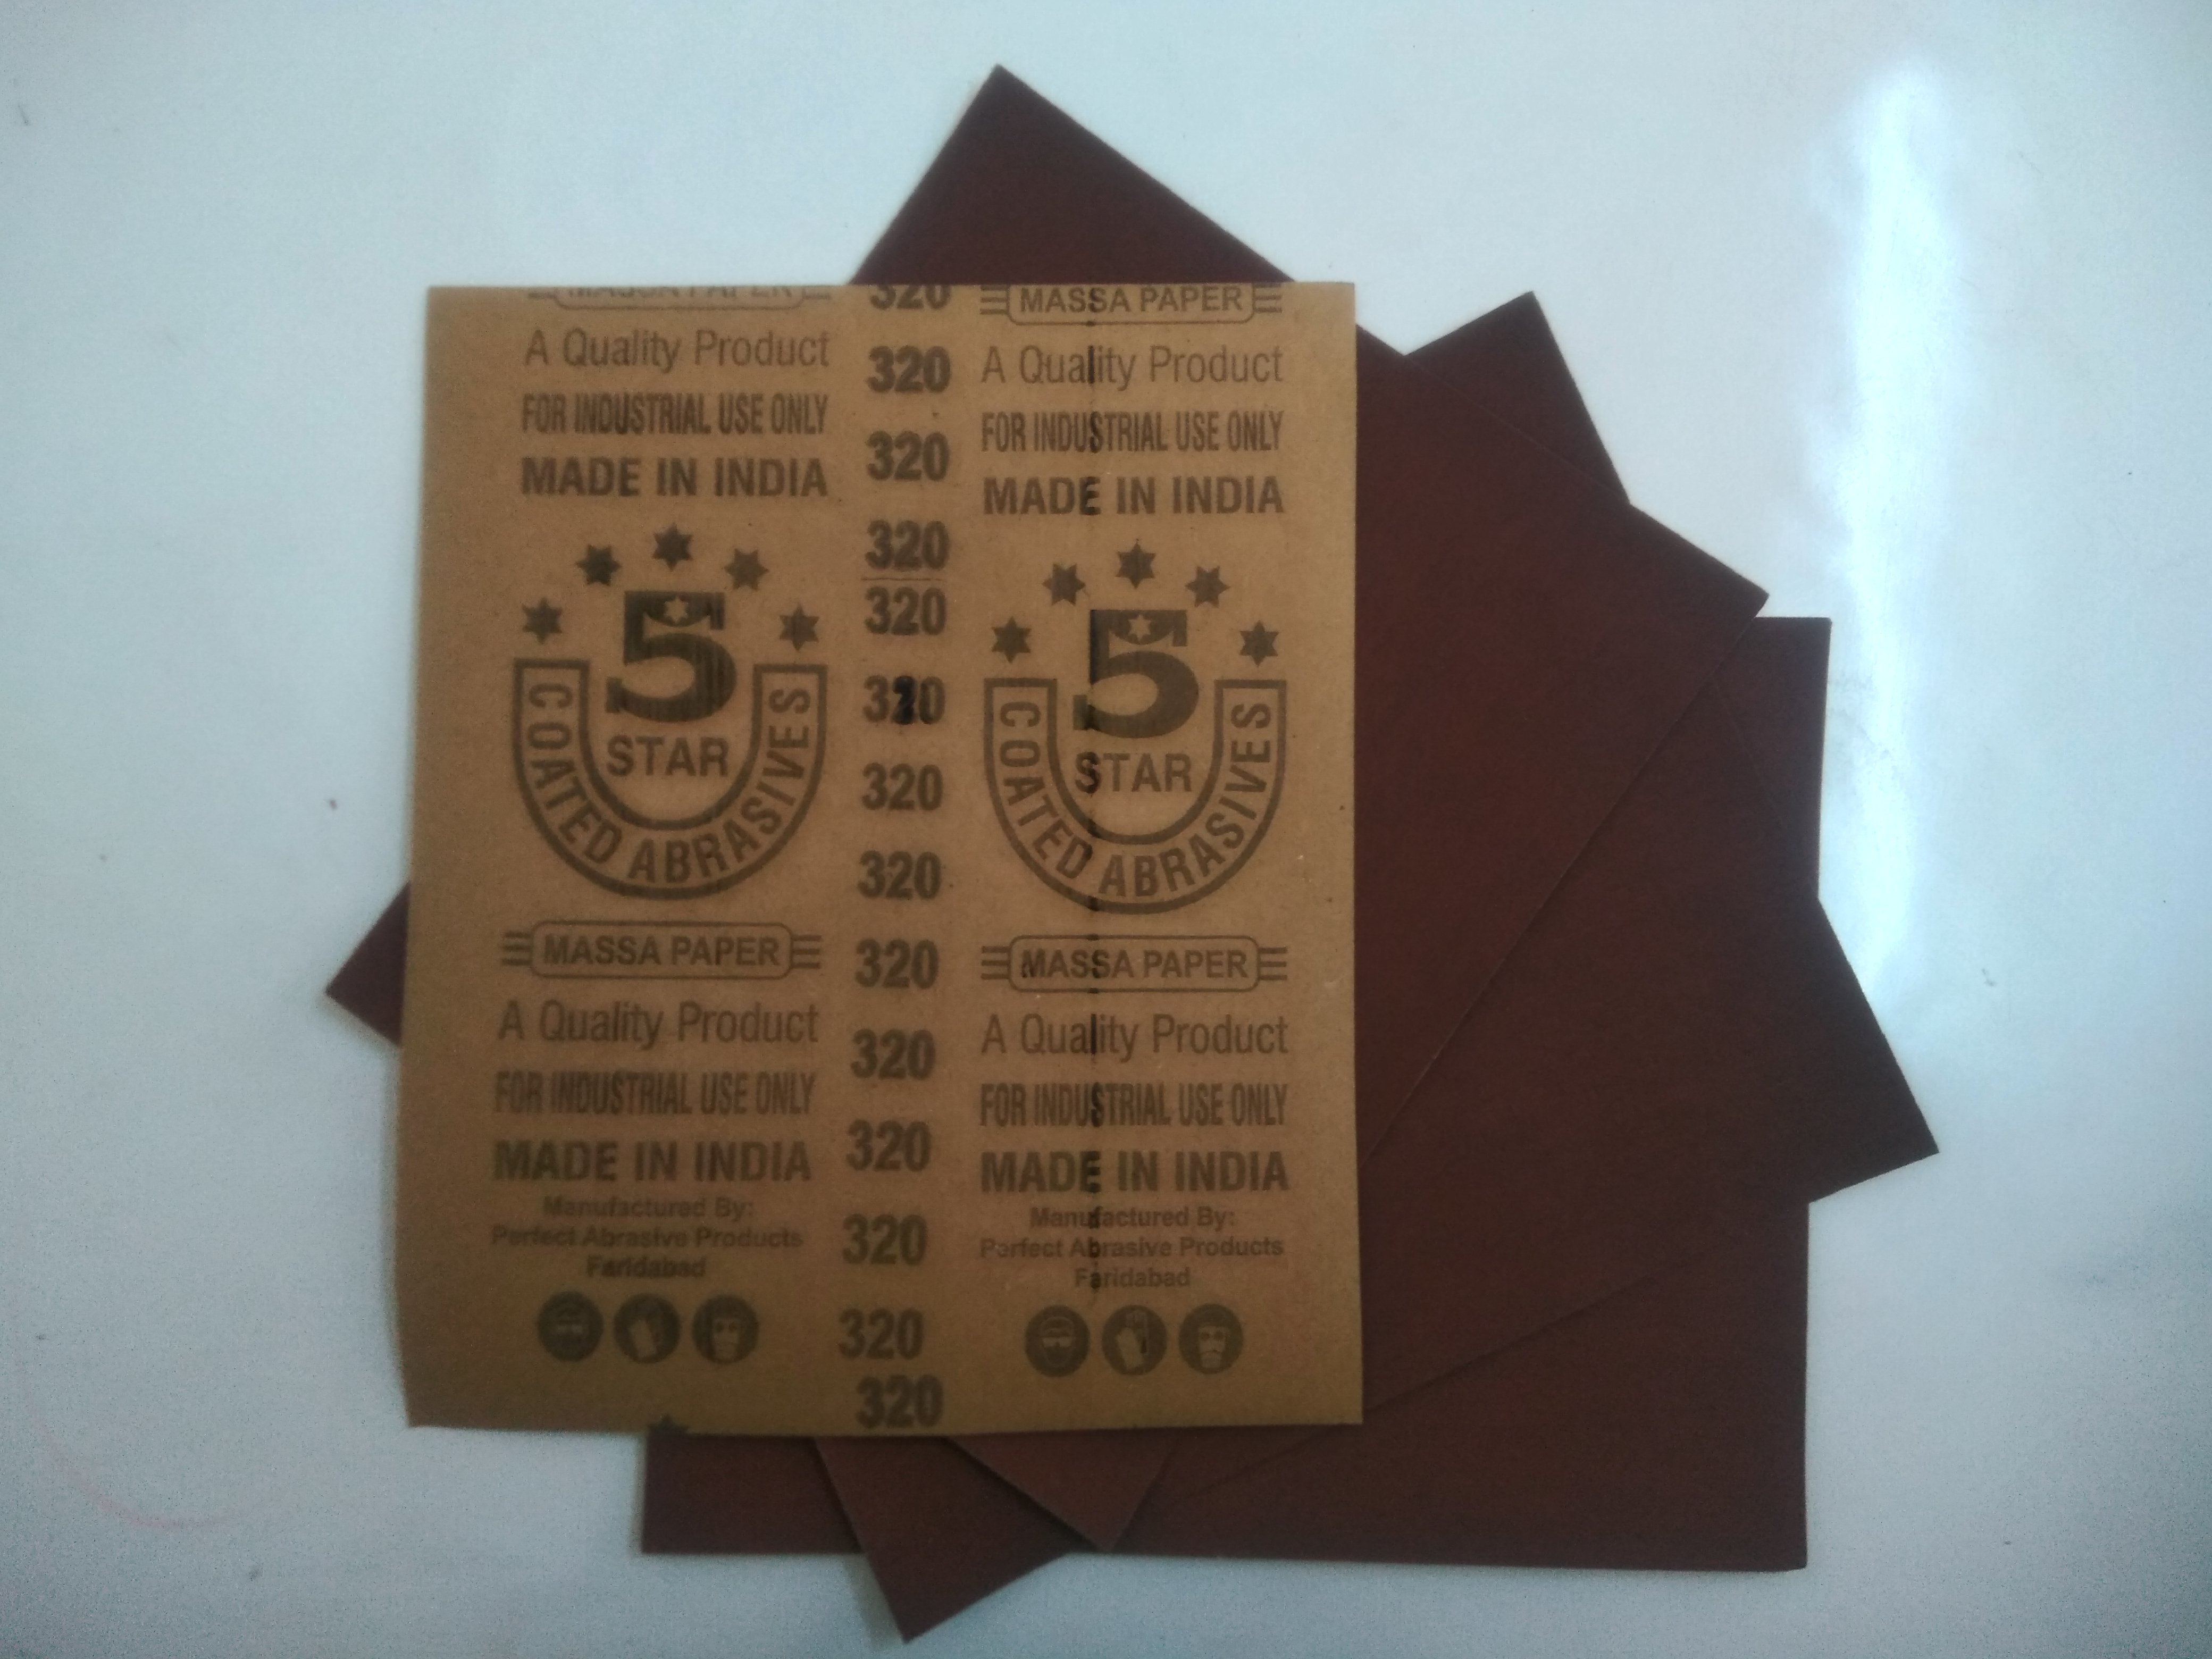 MASSA PAPER
A Quality Product
FOR INDUSTRIAL USE ONLY
MADE IN INDIA
5
STAR
COATED ABRASIVES
MASSA PAPER
A Quality Product
FOR INDUSTRIAL USE ONLY
MADE IN INDIA
Manufactured By:
Perfect Abrasive Products
Faridabad
320
320
320
320
320
320
320
320
320
320
320
320
320
320
MASSA PAPER
A Quality Product
FOR INDUSTRIAL USE ONLY
MADE IN INDIA
5
STAR
COATED ABRASIVES
MASSA PAPER
A Quality Product
FOR INDUSTRIAL USE ONLY
MADE IN INDIA
Manufactured By:
Perfect Abrasive Products
Faridabad